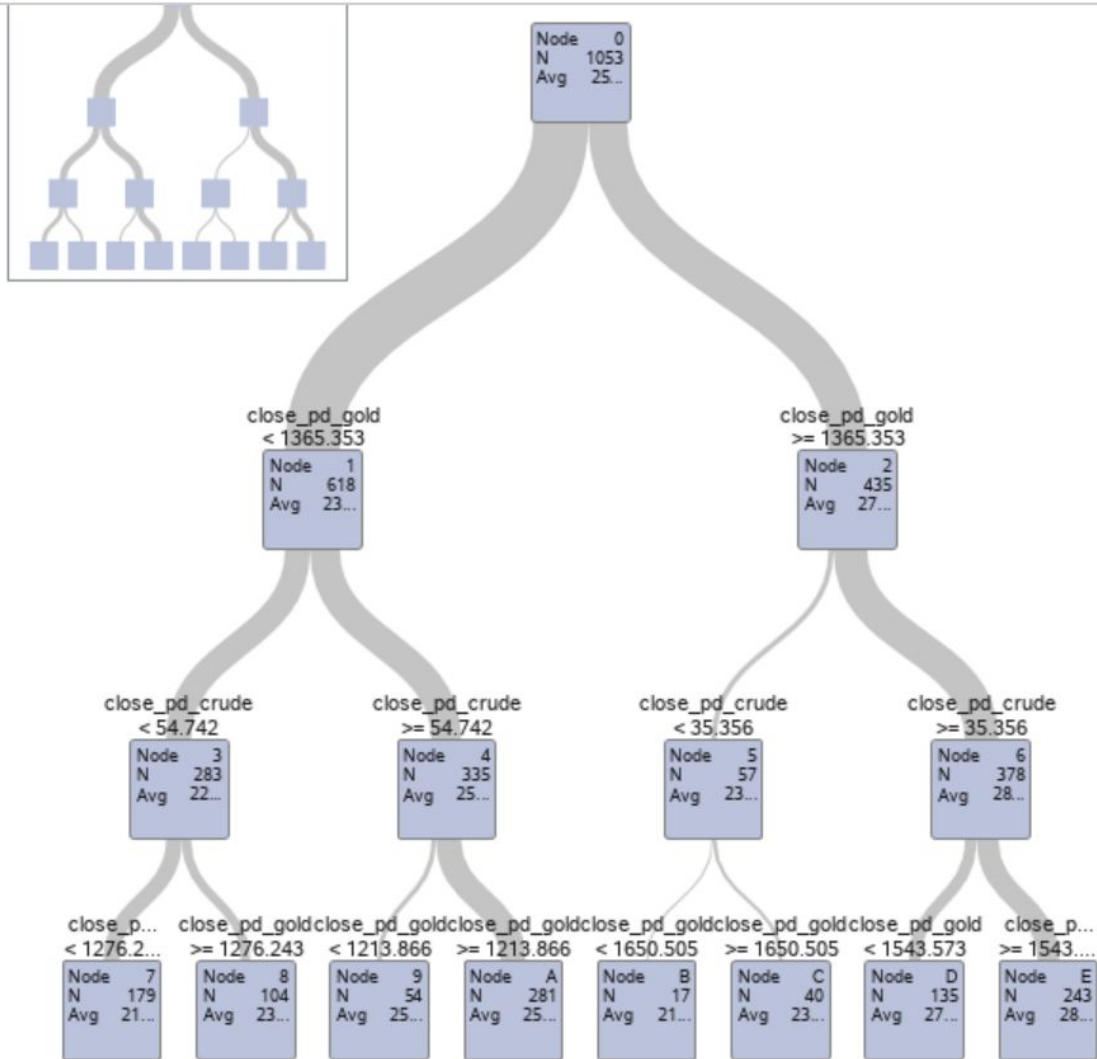 Node 0
N 1053
Avg 25...
close_pd_gold
< 1365.353
Node 1
N 618
Avg 23...
close_pd_gold
>= 1365.353
Node 2
N 435
Avg 27...
close_pd_crude
< 54.742
Node 3
N 283
Avg 22...
close_pd_crude
>= 54.742
Node 4
N 335
Avg 25...
close_pd_crude
< 35.356
Node 5
N 57
Avg 23...
close_pd_crude
>= 35.356
Node 6
N 378
Avg 28...
close_p...
< 1276.2...
Node 7
N 179
Avg 21...
close_pd_gold
>= 1276.243
Node 8
N 104
Avg 23...
close_pd_gold
< 1213.866
Node 9
N 54
Avg 25...
close_pd_gold
>= 1213.866
Node A
N 281
Avg 25...
close_pd_gold
< 1650.505
Node B
N 17
Avg 21...
close_pd_gold
>= 1650.505
Node C
N 40
Avg 23...
close_pd_gold
< 1543.573
Node D
N 135
Avg 27...
close_p...
>= 1543....
Node E
N 243
Avg 28...